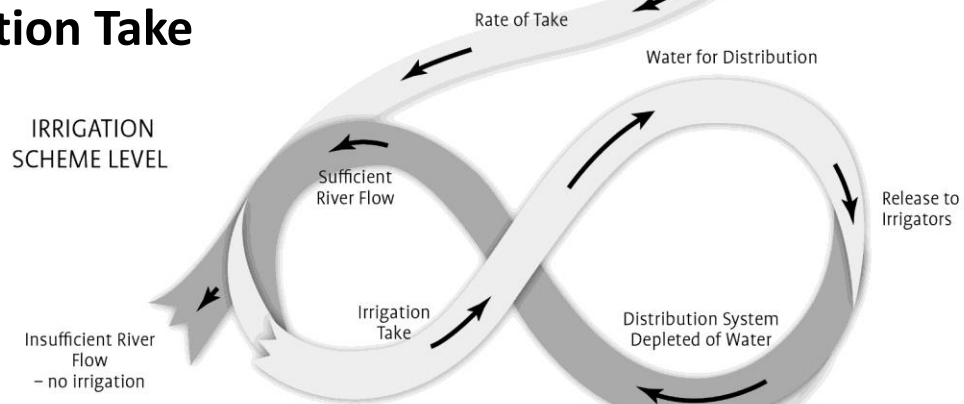 tion Take
Rate of Take
Water for Distribution
IRRIGATION
SCHEME LEVEL
Sufficient
River Flow
Release to
Irrigators
Irrigation
Take
Distribution System
Depleted of Water
Insufficient River
Flow
– no irrigation